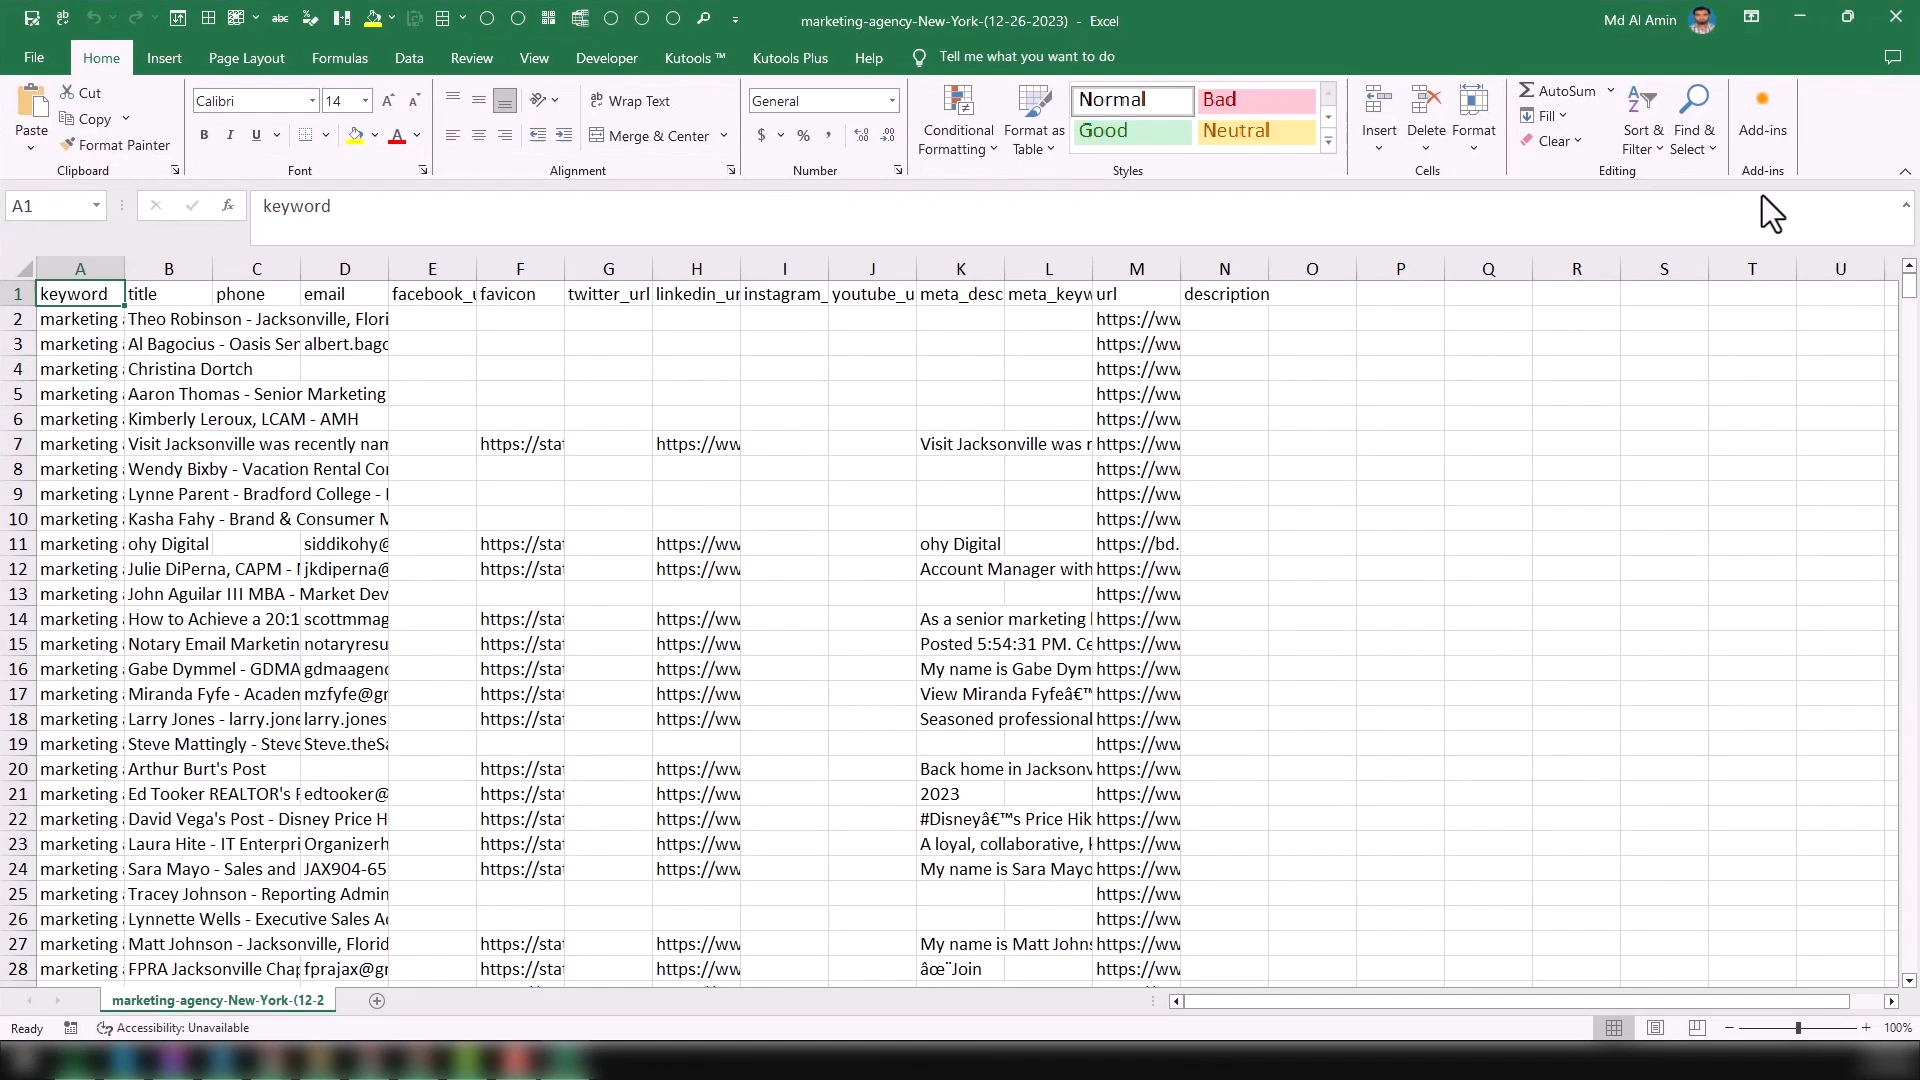 marketing-agency-New-York-(12-26-2023) - Excel
Md Al Amin
File Home Insert Page Layout Formulas Data Review View Developer Kutools ™ Kutools Plus Help Tell me what you want to do
Paste
Cut
Copy
Format Painter
Clipboard
Calibri 14
B I U
Font
Wrap Text
Merge & Center
Alignment
General
$ % ,
Number
Conditional Formatting
Format as Table
Normal Bad
Good Neutral
Styles
Insert Delete Format
Cells
AutoSum
Fill
Clear
Sort & Filter
Find & Select
Editing
Add-ins
Add-ins
A1 fx keyword
A B C D E F G H I J K L M N O P Q R S T U
1 keyword title phone email facebook_u favicon twitter_url linkedin_ur instagram_ youtube_u meta_desc meta_keyw url description
2 marketing Theo Robinson - Jacksonville, Flori https://ww
3 marketing Al Bagocius - Oasis Sen albert.bago https://ww
4 marketing Christina Dortch https://ww
5 marketing Aaron Thomas - Senior Marketing https://ww
6 marketing Kimberly Leroux, LCAM - AMH https://ww
7 marketing Visit Jacksonville was recently nam https://stat https://ww Visit Jacksonville was r https://ww
8 marketing Wendy Bixby - Vacation Rental Cor https://ww
9 marketing Lynne Parent - Bradford College - https://ww
10 marketing Kasha Fahy - Brand & Consumer M https://ww
11 marketing ohy Digital siddikohy@ https://stat https://ww ohy Digital https://bd.
12 marketing Julie DiPerna, CAPM - jkdiperna@ https://stat https://ww Account Manager with https://ww
13 marketing John Aguilar III MBA - Market Dev https://ww
14 marketing How to Achieve a 20:1 scottmmag https://stat https://ww As a senior marketing https://ww
15 marketing Notary Email Marketin notaryresu https://stat https://ww Posted 5:54:31 PM. Ce https://ww
16 marketing Gabe Dymmel - GDMA gdmaagenc https://stat https://ww My name is Gabe Dym https://ww
17 marketing Miranda Fyfe - Academ mzfyfe@gr https://stat https://ww View Miranda Fyfeâ€™ https://ww
18 marketing Larry Jones - larry.jone larry.jones https://stat https://ww Seasoned professional https://ww
19 marketing Steve Mattingly - Steve Steve.theSa https://ww
20 marketing Arthur Burt's Post https://stat https://ww Back home in Jacksonv https://ww
21 marketing Ed Tooker REALTOR's edtooker@ https://stat https://ww 2023 https://ww
22 marketing David Vega's Post - Disney Price H https://stat https://ww #Disneyâ€™s Price Hik https://ww
23 marketing Laura Hite - IT Enterpri Organizerh https://stat https://ww A loyal, collaborative, https://ww
24 marketing Sara Mayo - Sales and JAX904-65 https://stat https://ww My name is Sara Mayo https://ww
25 marketing Tracey Johnson - Reporting Admin https://ww
26 marketing Lynnette Wells - Executive Sales Ac https://ww
27 marketing Matt Johnson - Jacksonville, Florid https://stat https://ww My name is Matt Johns https://ww
28 marketing FPRA Jacksonville Chap fprajax@gr https://stat https://ww âœ¨Join https://ww
marketing-agency-New-York-(12-2
Ready Accessibility: Unavailable 100%